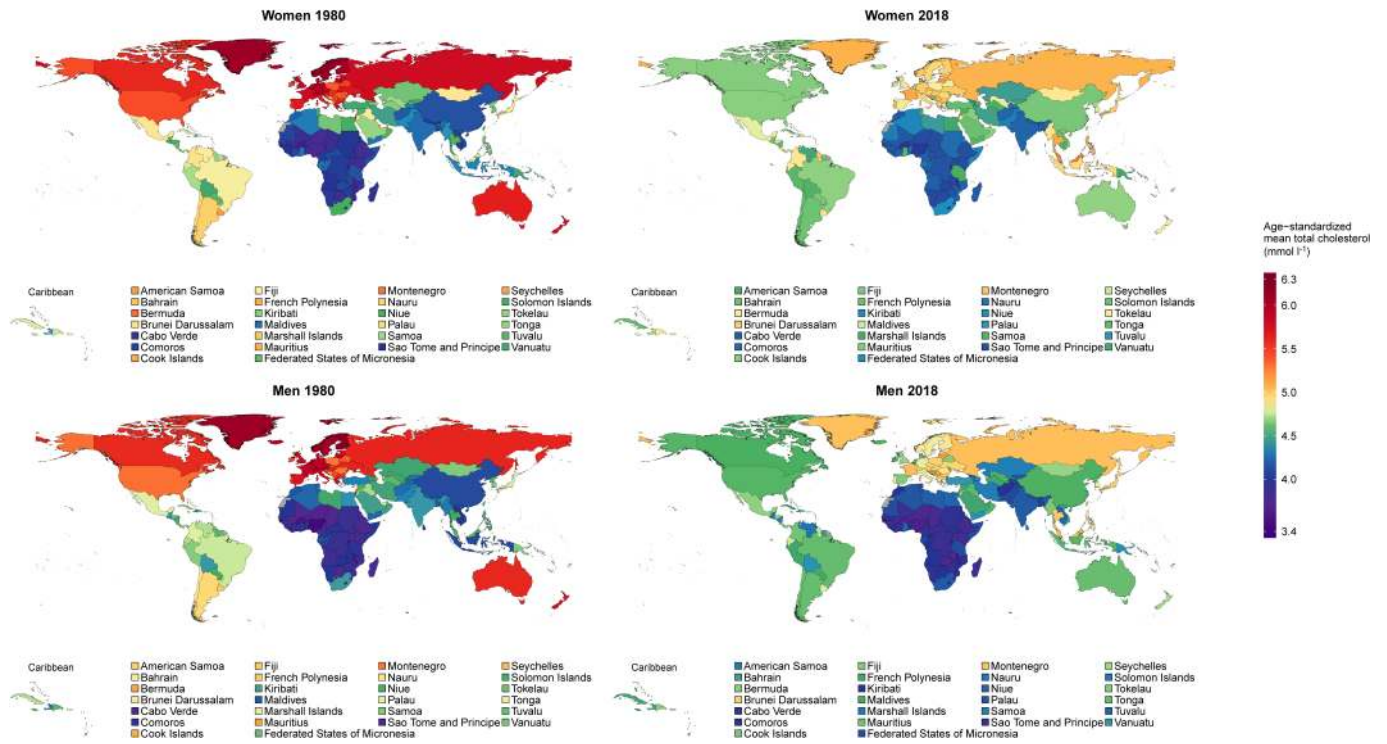 Women 1980
Women 2018
Caribbean
American Samoa Fiji Montenegro Seychelles
Bahrain French Polynesia Nauru Solomon Islands
Bermuda Kiribati Niue Tokelau
Brunei Darussalam Maldives Palau Tonga
Cabo Verde Marshall Islands Samoa Tuvalu
Comoros Mauritius Sao Tome and Principe Vanuatu
Cook Islands Federated States of Micronesia
Caribbean
American Samoa Fiji Montenegro Seychelles
Bahrain French Polynesia Nauru Solomon Islands
Bermuda Kiribati Niue Tokelau
Brunei Darussalam Maldives Palau Tonga
Cabo Verde Marshall Islands Samoa Tuvalu
Comoros Mauritius Sao Tome and Principe Vanuatu
Cook Islands Federated States of Micronesia
Age-standardized
mean total cholesterol
(mmol l⁻¹)
6.3
6.0
5.5
5.0
4.5
4.0
3.4
Men 1980
Men 2018
Caribbean
American Samoa Fiji Montenegro Seychelles
Bahrain French Polynesia Nauru Solomon Islands
Bermuda Kiribati Niue Tokelau
Brunei Darussalam Maldives Palau Tonga
Cabo Verde Marshall Islands Samoa Tuvalu
Comoros Mauritius Sao Tome and Principe Vanuatu
Cook Islands Federated States of Micronesia
Caribbean
American Samoa Fiji Montenegro Seychelles
Bahrain French Polynesia Nauru Solomon Islands
Bermuda Kiribati Niue Tokelau
Brunei Darussalam Maldives Palau Tonga
Cabo Verde Marshall Islands Samoa Tuvalu
Comoros Mauritius Sao Tome and Principe Vanuatu
Cook Islands Federated States of Micronesia